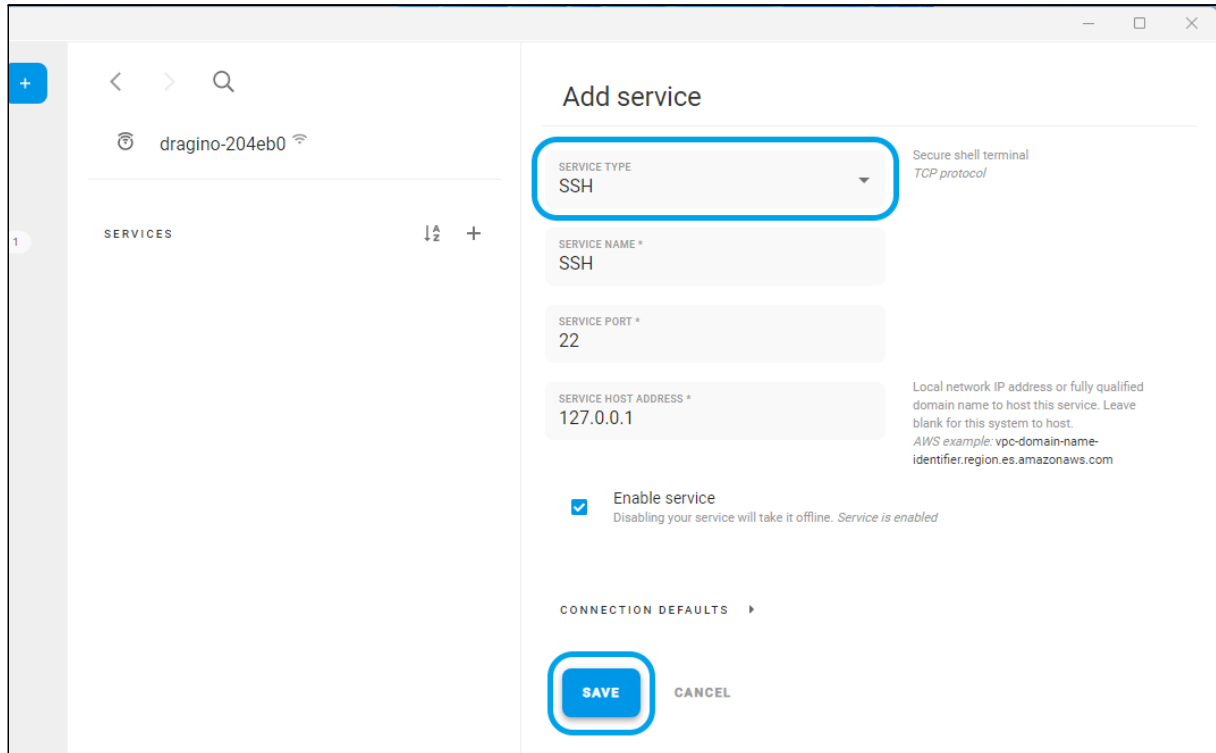 +
1
dragino-204eb0
SERVICES
Add service
SERVICE TYPE
SSH
Secure shell terminal
TCP protocol
SERVICE NAME *
SSH
SERVICE PORT *
22
SERVICE HOST ADDRESS *
127.0.0.1
Local network IP address or fully qualified
domain name to host this service. Leave
blank for this system to host.
AWS example: vpc-domain-name-
identifier.region.es.amazonaws.com
Enable service
Disabling your service will take it offline. Service is enabled
CONNECTION DEFAULTS
SAVE CANCEL